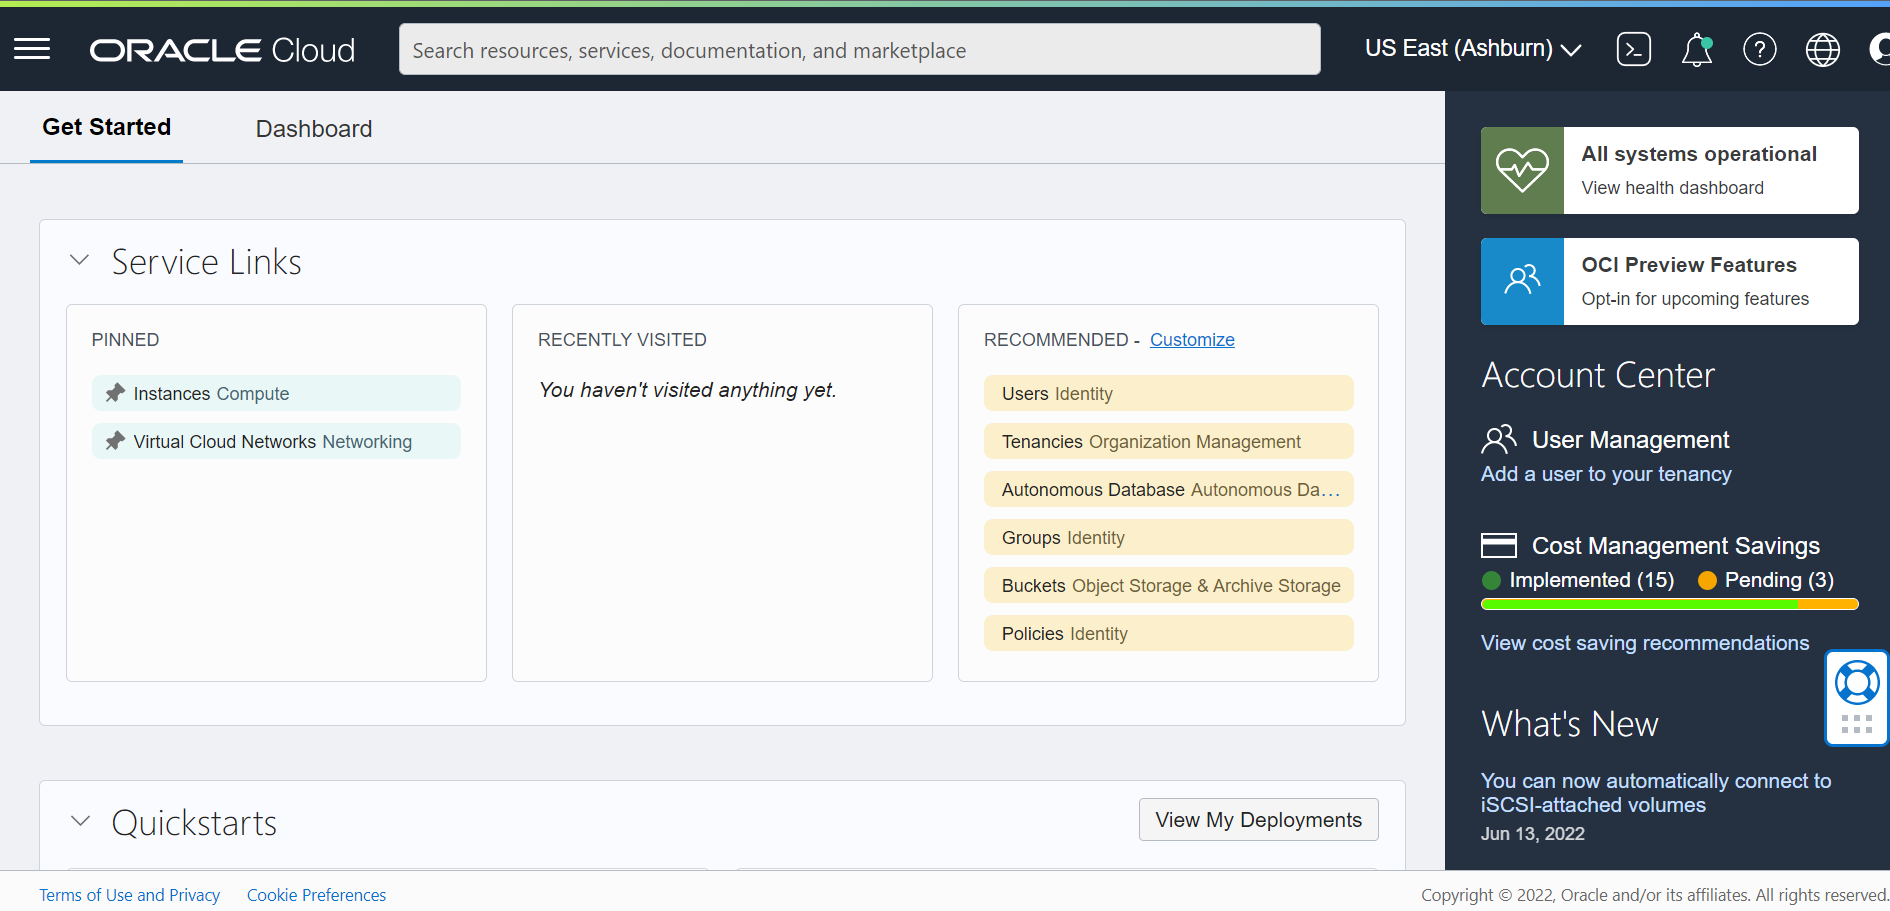 ORACLE Cloud
Search resources, services, documentation, and marketplace
US East (Ashburn)
Get Started
Dashboard
Service Links
PINNED
Instances Compute
Virtual Cloud Networks Networking
RECENTLY VISITED
You haven't visited anything yet.
RECOMMENDED - Customize
Users Identity
Tenancies Organization Management
Autonomous Database Autonomous Da...
Groups Identity
Buckets Object Storage & Archive Storage
Policies Identity
Quickstarts
View My Deployments
All systems operational
View health dashboard
OCI Preview Features
Opt-in for upcoming features
Account Center
User Management
Add a user to your tenancy
Cost Management Savings
Implemented (15) Pending (3)
View cost saving recommendations
What's New
You can now automatically connect to
iSCSI-attached volumes
Jun 13, 2022
Terms of Use and Privacy
Cookie Preferences
Copyright © 2022, Oracle and/or its affiliates. All rights reserved.